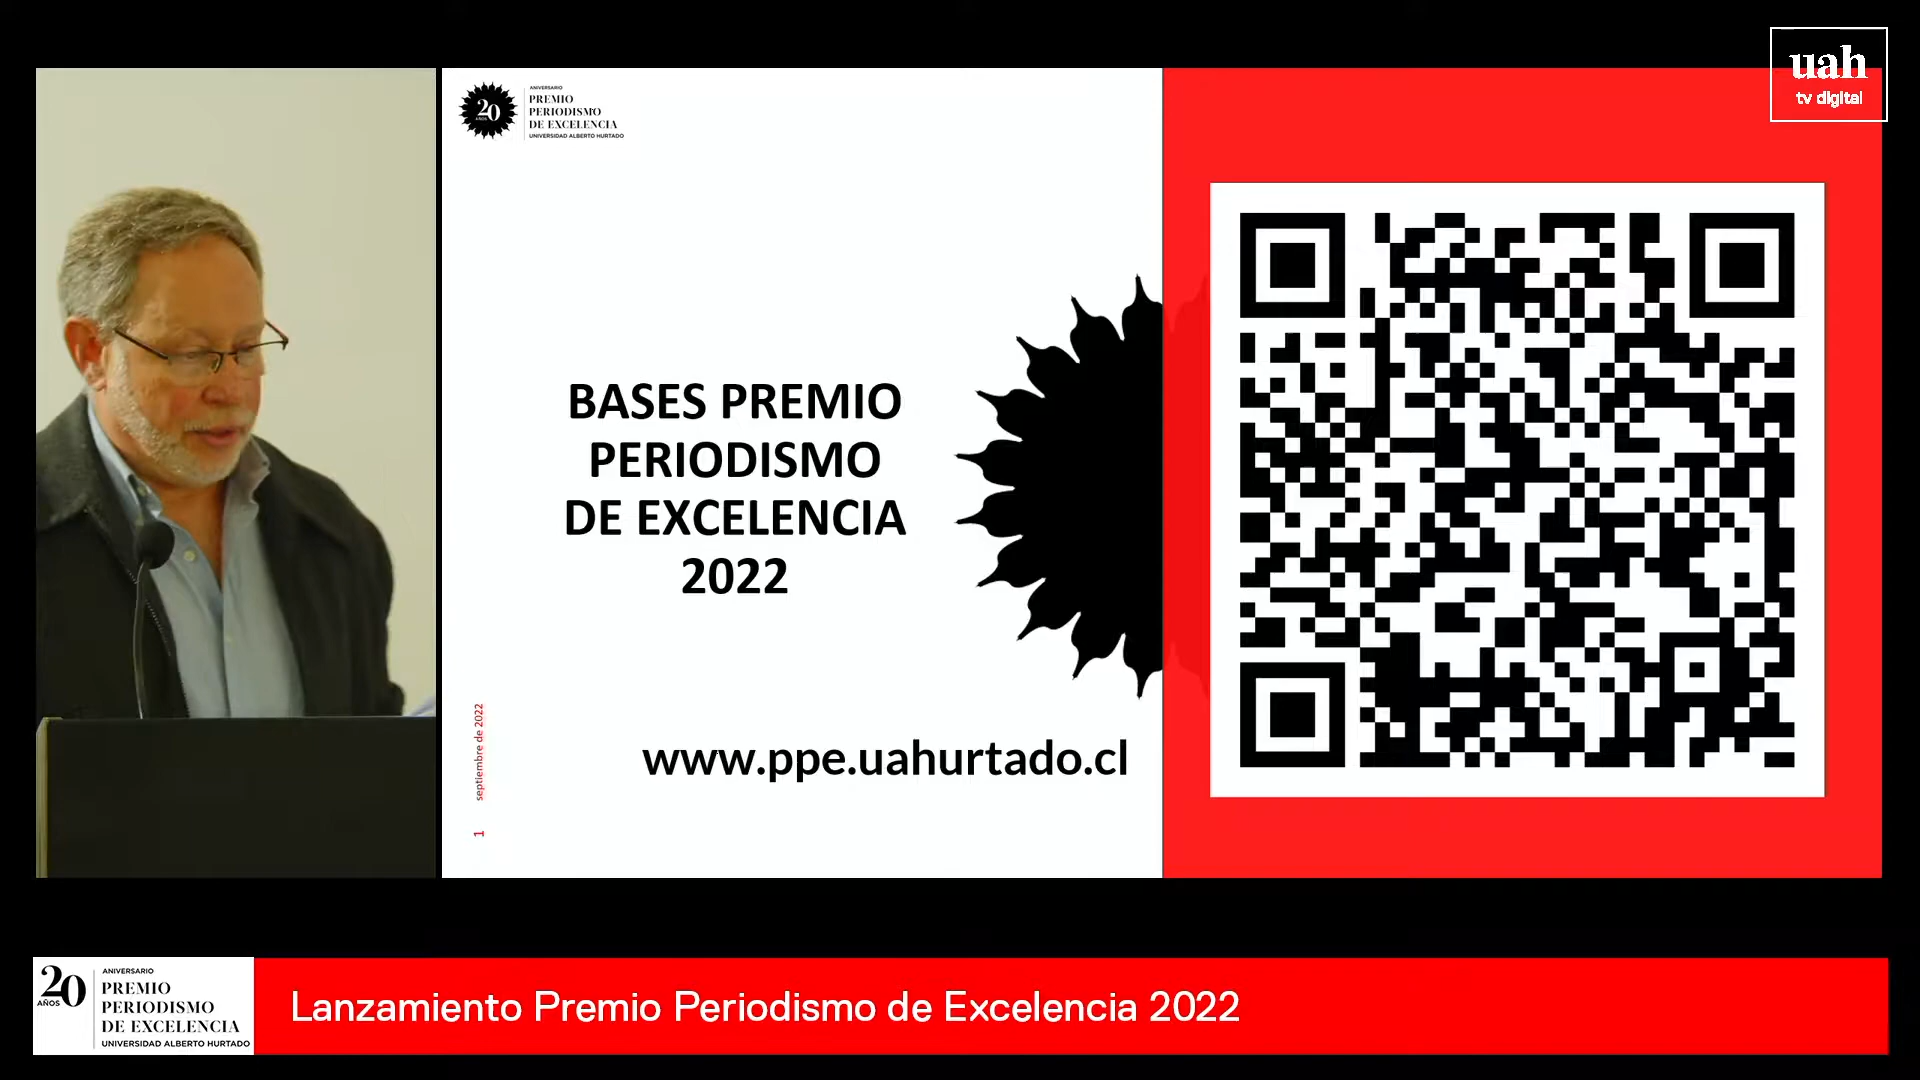 uah
tv digital
20
AÑOS
ANIVERSARIO
PREMIO
PERIODISMO
DE EXCELENCIA
UNIVERSIDAD ALBERTO HURTADO
BASES PREMIO
PERIODISMO
DE EXCELENCIA
2022
www.ppe.uahurtado.cl
septiembre de 2022
1
20
AÑOS
ANIVERSARIO
PREMIO
PERIODISMO
DE EXCELENCIA
UNIVERSIDAD ALBERTO HURTADO
Lanzamiento Premio Periodismo de Excelencia 2022